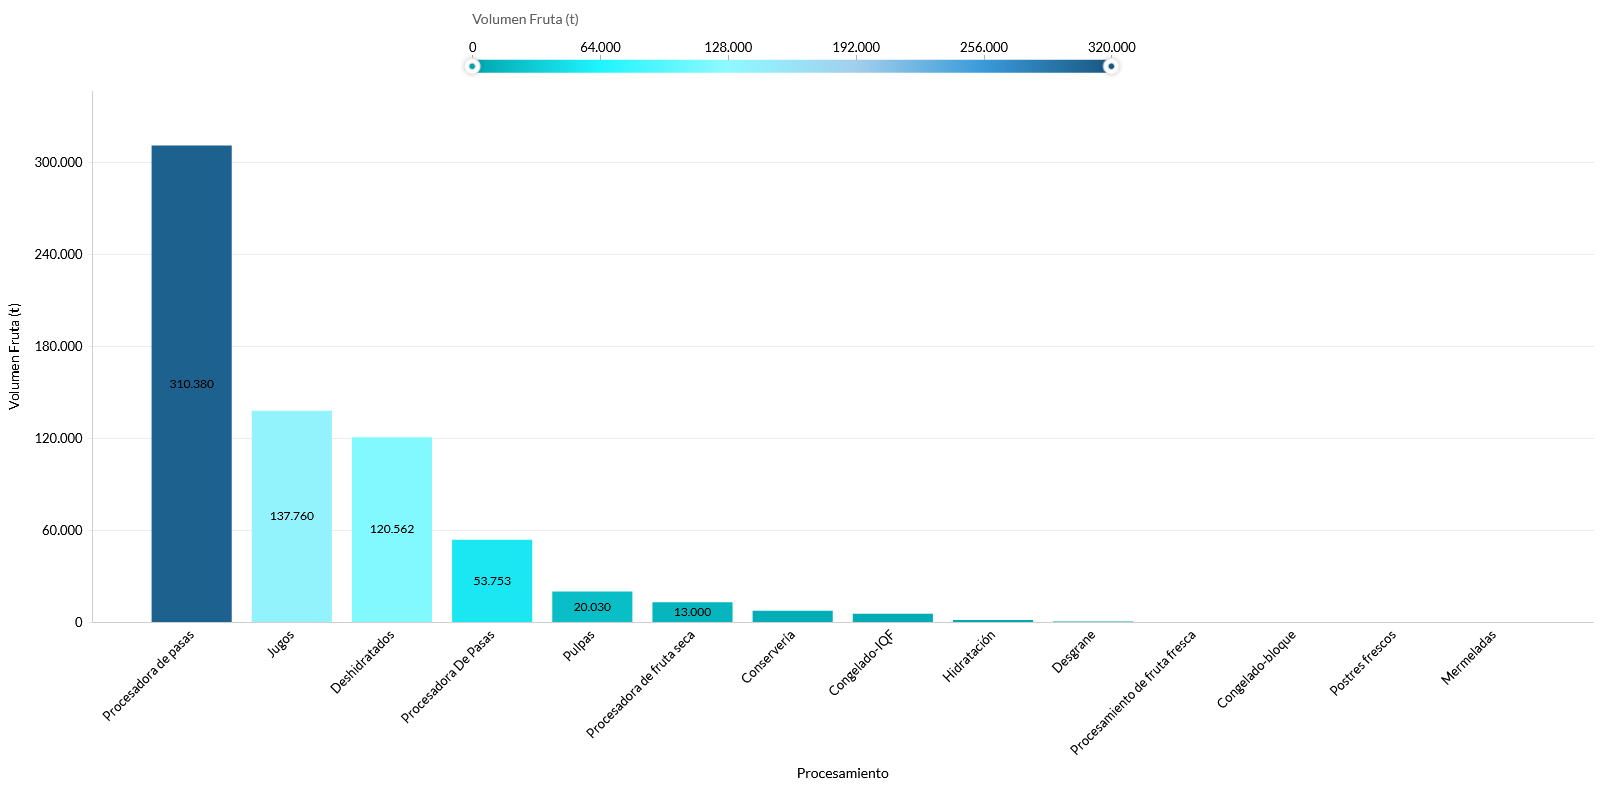 Volumen Fruta (t)
0 64.000 128.000 192.000 256.000 320.000
Volumen Fruta (t)
300.000
240.000
180.000
120.000
60.000
0
310.380
137.760
120.562
53.753
20.030
13.000
Procesadora de pasas
Jugos
Deshidratados
Procesadora De Pasas
Pulpas
Procesadora de fruta seca
Conservería
Congelado-IQF
Hidratación
Desgrane
Procesamiento de fruta fresca
Congelado-bloque
Postres frescos
Mermeladas
Procesamiento